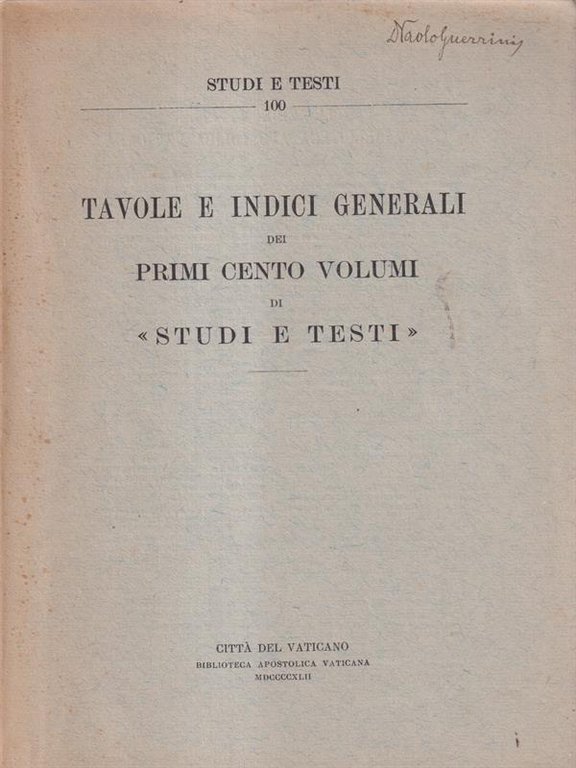 D Paolo Guerrini
STUDI E TESTI
100
TAVOLE E INDICI GENERALI
DEI
PRIMI CENTO VOLUMI
DI
« STUDI E TESTI »
CITTÀ DEL VATICANO
BIBLIOTECA APOSTOLICA VATICANA
MDCCCCXLII